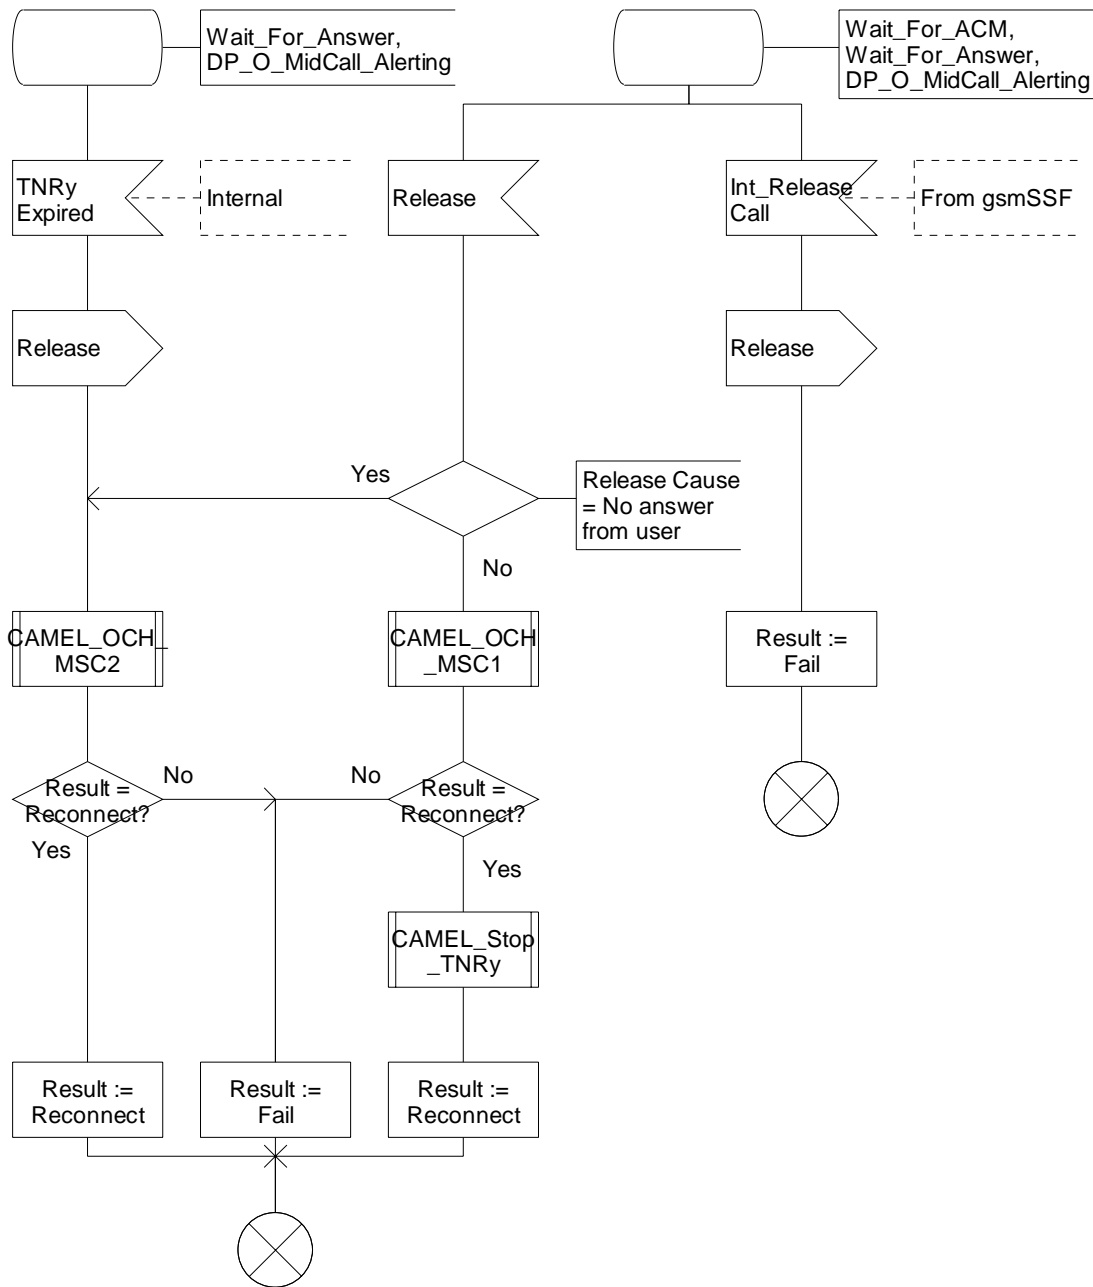 Wait_For_Answer,
DP_O_MidCall_Alerting
Wait_For_ACM,
Wait_For_Answer,
DP_O_MidCall_Alerting
TNRy
Expired
Internal
Release
Int_Release
Call
From gsmSSF
Release
Release
Yes
Release Cause
= No answer
from user
No
CAMEL_OCH_
MSC2
CAMEL_OCH
_MSC1
Result :=
Fail
Result =
Reconnect?
No
No
Result =
Reconnect?
Yes
Yes
CAMEL_Stop
_TNRy
Result :=
Reconnect
Result :=
Fail
Result :=
Reconnect